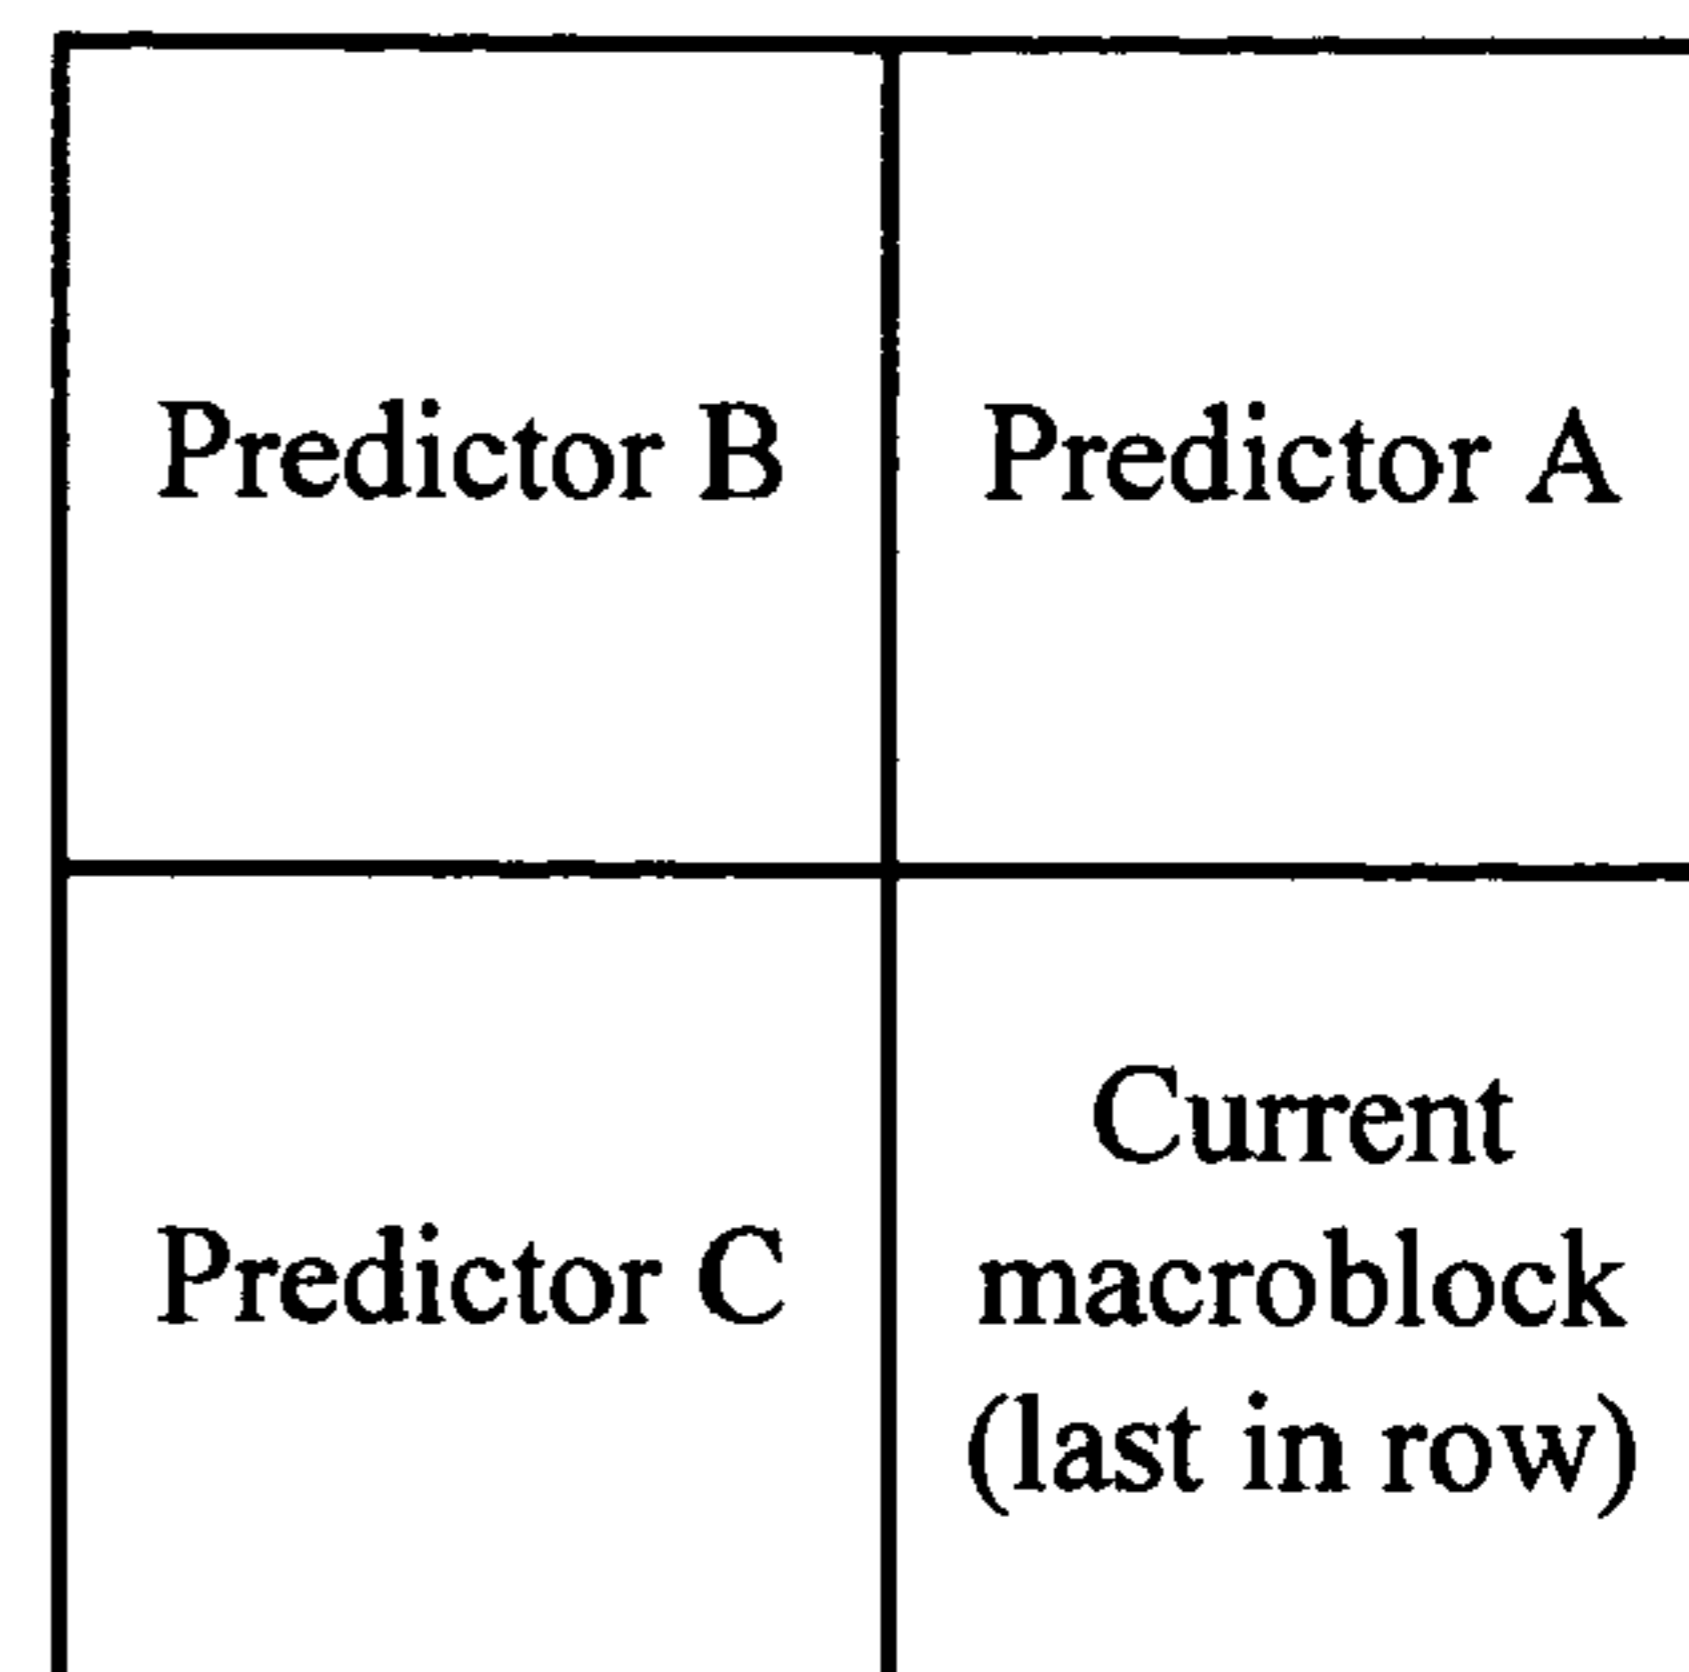 Predictor B
Predictor A
Predictor C
Current
macroblock
(last in row)